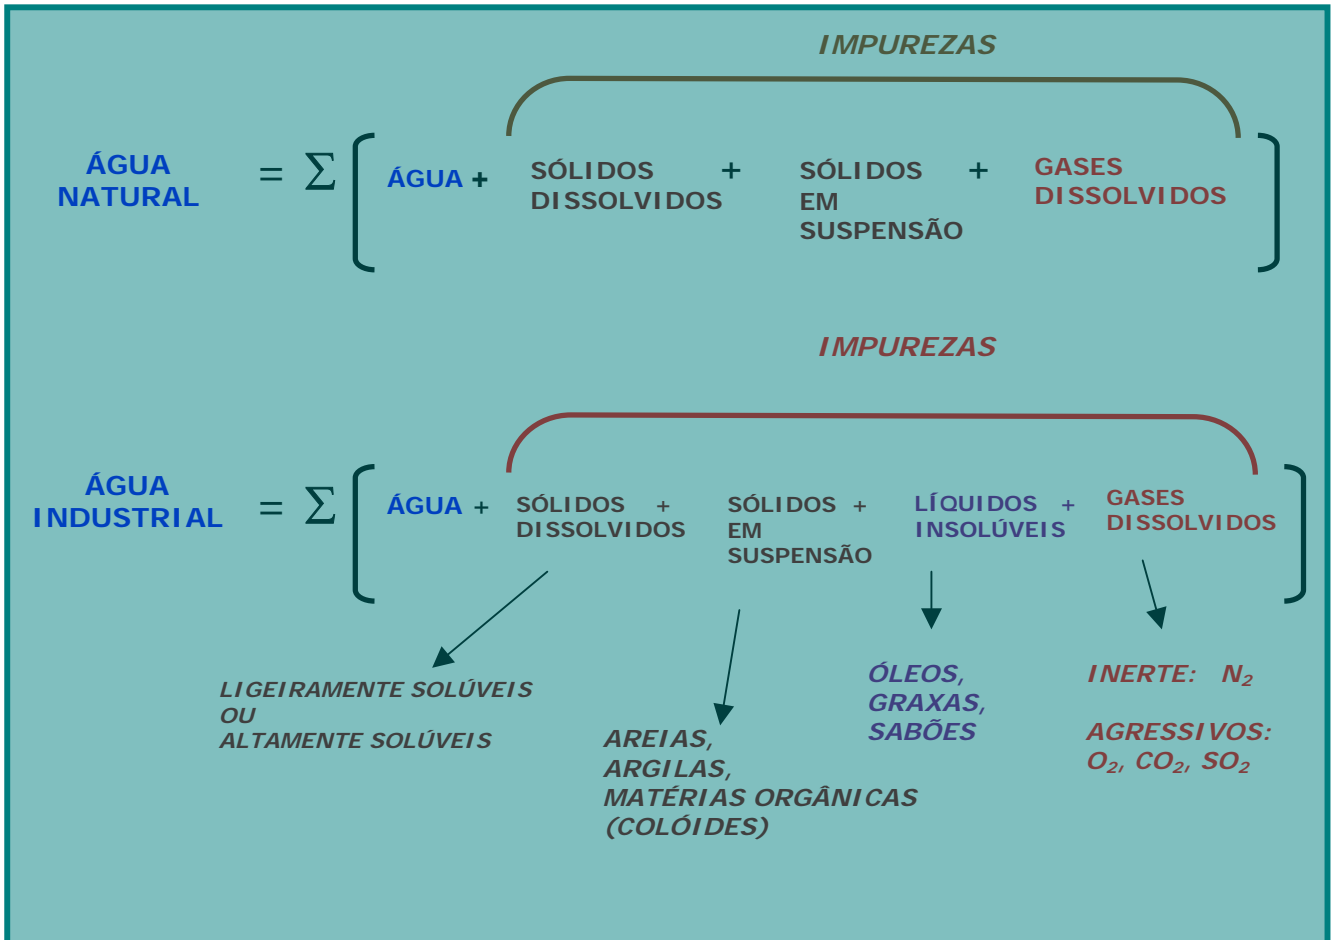 IMPUREZAS
ÁGUA
NATURAL
= Σ
ÁGUA +
SÓLIDOS +
DISSOLVIDOS
SÓLIDOS +
EM
SUSPENSÃO
GASES
DISSOLVIDOS
IMPUREZAS
ÁGUA
INDUSTRIAL
= Σ
ÁGUA +
SÓLIDOS +
DISSOLVIDOS
SÓLIDOS +
EM
SUSPENSÃO
LÍQUIDOS +
INSOLÚVEIS
GASES
DISSOLVIDOS
LIGEIRAMENTE SOLÚVEIS
OU
ALTAMENTE SOLÚVEIS
AREIAS,
ARGILAS,
MATÉRIAS ORGÂNICAS
(COLÓIDES)
ÓLEOS,
GRAXAS,
SABÕES
INERTE: N₂
AGRESSIVOS:
O₂, CO₂, SO₂